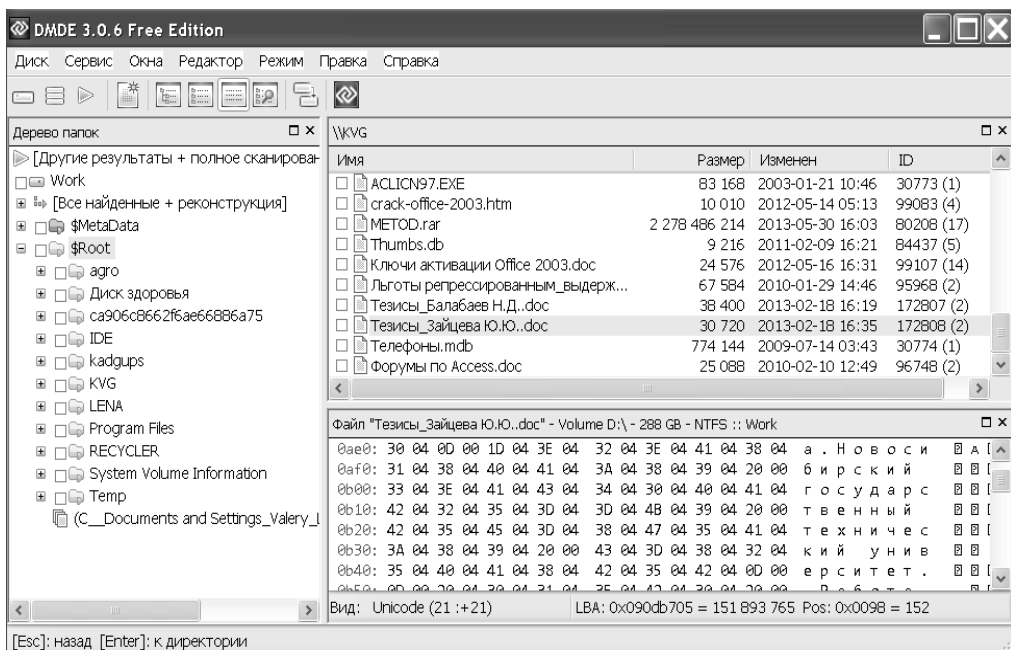 DMDE 3.0.6 Free Edition
Диск Сервис Окна Редактор Режим Правка Справка
Дерево папок
[Другие результаты + полное сканирован
Work
[Все найденные + реконструкция]
$MetaData
$Root
agro
Диск здоровья
ca906c8662f6ae66886a75
IDE
kadgups
KVG
LENA
Program Files
RECYCLER
System Volume Information
Temp
(C__Documents and Settings_Valery_
\\KVG
Имя Размер Изменен ID
ACLICN97.EXE 83 168 2003-01-21 10:46 30773 (1)
crack-office-2003.htm 10 010 2012-05-14 05:13 99083 (4)
METOD.rar 2 278 486 214 2013-05-30 16:03 80208 (17)
Thumbs.db 9 216 2011-02-09 16:21 84437 (5)
Ключи активации Office 2003.doc 24 576 2012-05-16 16:31 99107 (14)
Льготы репрессированным_выдерж... 67 584 2010-01-29 14:46 95968 (2)
Тезисы_Балабаев Н.Д..doc 38 400 2013-02-18 16:19 172807 (2)
Тезисы_Зайцева Ю.Ю..doc 30 720 2013-02-18 16:35 172808 (2)
Телефоны.mdb 774 144 2009-07-14 03:43 30774 (1)
Форумы по Access.doc 25 088 2010-02-10 12:49 96748 (2)
Файл "Тезисы_Зайцева Ю.Ю..doc" - Volume D:\ - 288 GB - NTFS :: Work
0ae0: 30 04 0D 00 1D 04 3E 04 32 04 3E 04 41 04 38 04 а . Н о в о с и
0af0: 31 04 38 04 40 04 41 04 3A 04 38 04 39 04 20 00 б и р с к и й
0b00: 33 04 3E 04 41 04 43 04 34 04 30 04 40 04 41 04 г о с у д а р с
0b10: 42 04 32 04 35 04 3D 04 3D 04 4B 04 39 04 20 00 т в е н н ы й
0b20: 42 04 35 04 45 04 3D 04 38 04 47 04 35 04 41 04 т е х н и ч е с
0b30: 3A 04 38 04 39 04 20 00 43 04 3D 04 38 04 32 04 к и й у н и в
0b40: 35 04 40 04 41 04 38 04 42 04 35 04 42 04 0D 00 е р с и т е т .
Вид: Unicode (21 :+21) LBA: 0x090db705 = 151 893 765 Pos: 0x0098 = 152
[Esc]: назад [Enter]: к директории